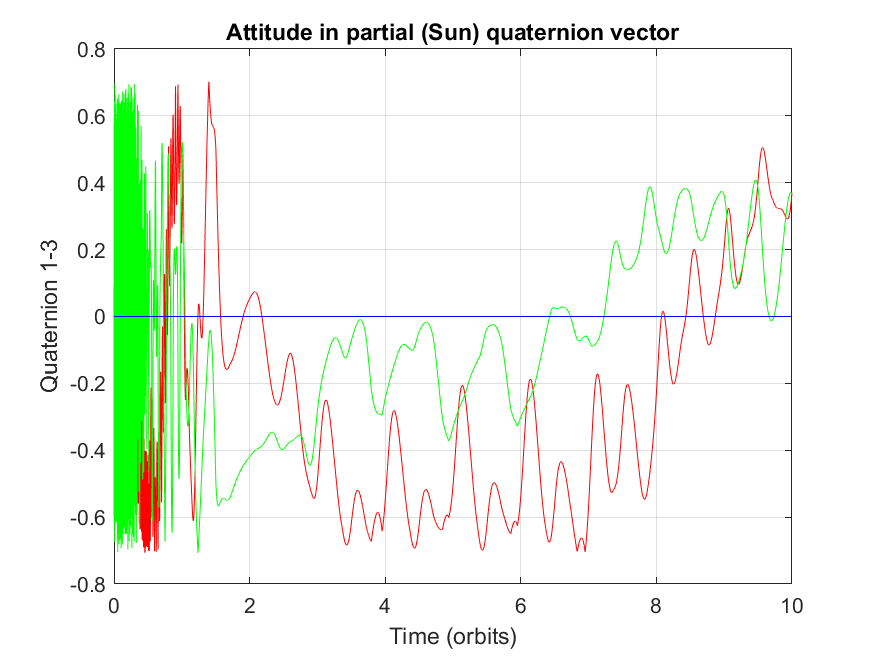 Attitude in partial (Sun) quaternion vector
0.8
0.6
0.4
0.2
0
-0.2
-0.4
-0.6
-0.8
Quaternion 1-3
0 2 4 6 8 10
Time (orbits)